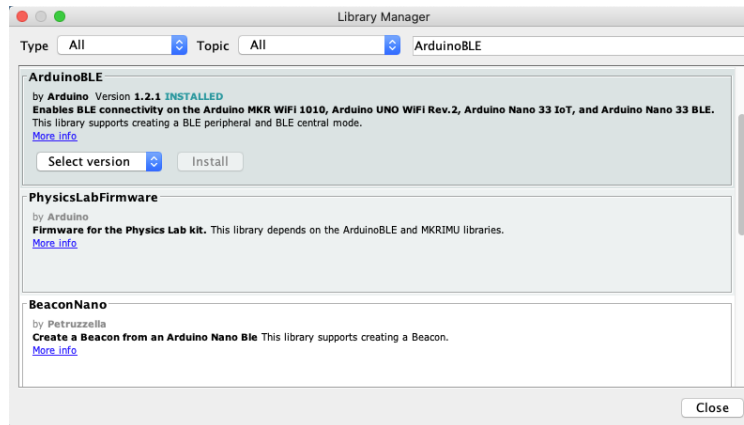 Library Manager
Type All Topic All ArduinoBLE
ArduinoBLE
by Arduino Version 1.2.1 INSTALLED
Enables BLE connectivity on the Arduino MKR WiFi 1010, Arduino UNO WiFi Rev.2, Arduino Nano 33 IoT, and Arduino Nano 33 BLE.
This library supports creating a BLE peripheral and BLE central mode.
More info
Select version Install
PhysicsLabFirmware
by Arduino
Firmware for the Physics Lab kit. This library depends on the ArduinoBLE and MKRIMU libraries.
More info
BeaconNano
by Petruzzella
Create a Beacon from an Arduino Nano Ble This library supports creating a Beacon.
More info
Close